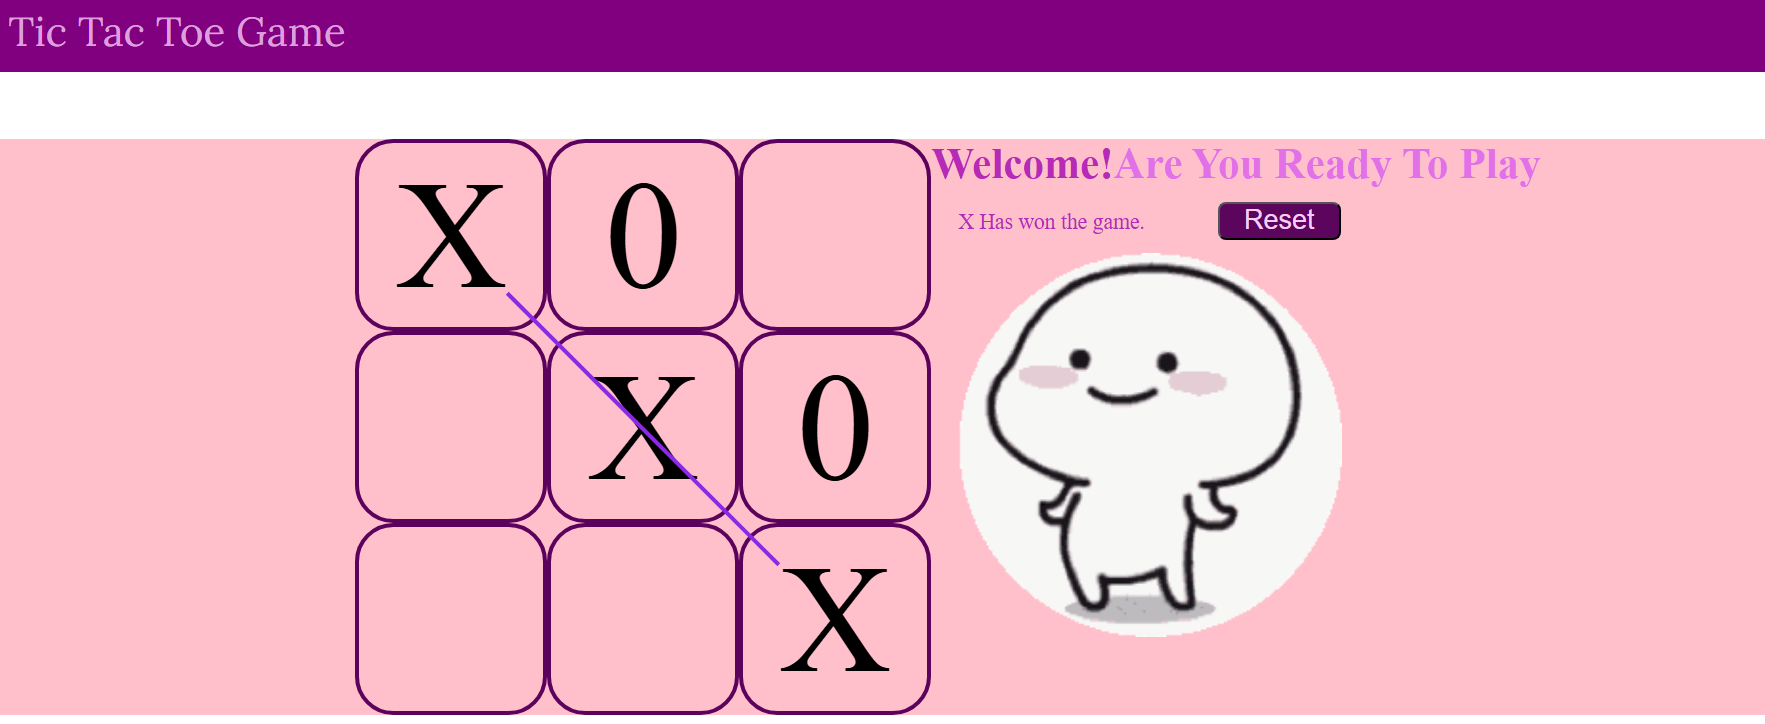 Tic Tac Toe Game
Welcome!Are You Ready To Play
X Has won the game.
Reset
X 0
X 0
X